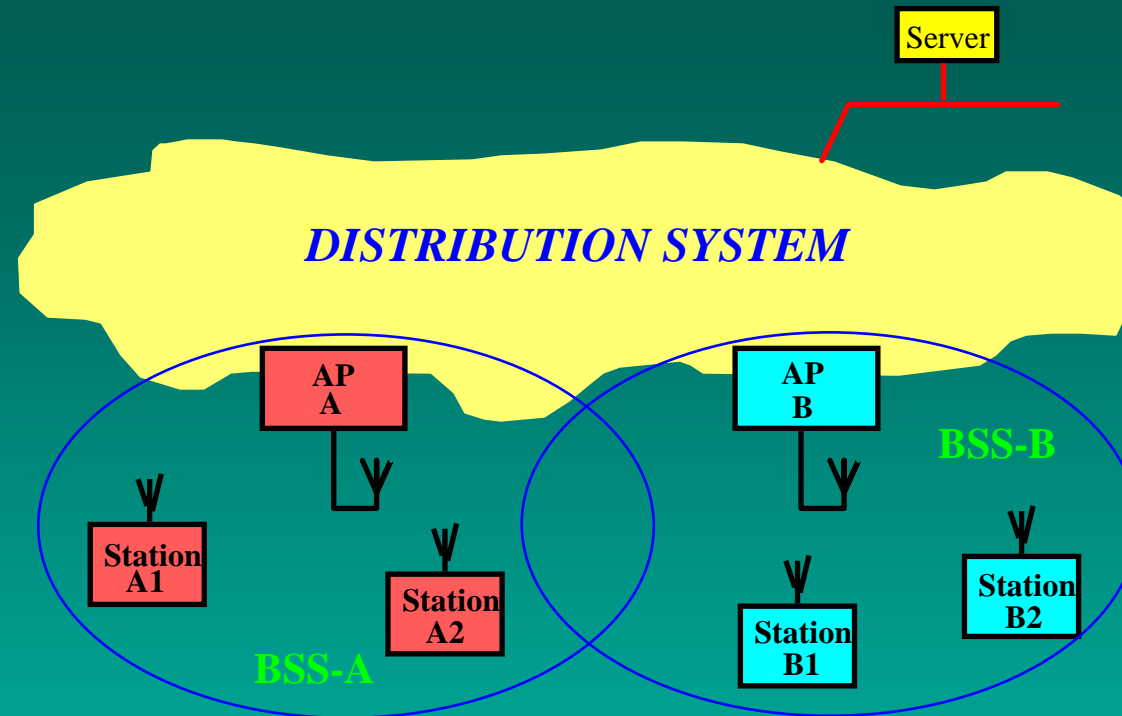 Server
DISTRIBUTION SYSTEM
AP
A
AP
B
BSS-B
Station
A1
Station
A2
Station
B1
Station
B2
BSS-A